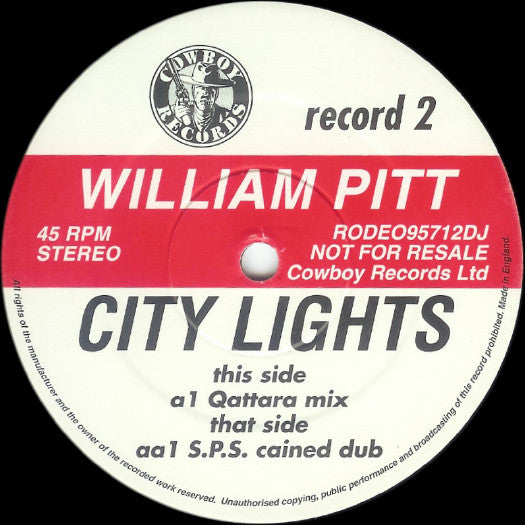 COWBOY
RECORDS
record 2
WILLIAM PITT
45 RPM
STEREO
RODEO95712DJ
NOT FOR RESALE
Cowboy Records Ltd
CITY LIGHTS
this side
a1 Qattara mix
that side
aa1 S.P.S. cained dub
All rights of the manufacturer and the owner of the recorded work reserved. Unauthorised copying, public performance and broadcasting of this record prohibited. Made in England.